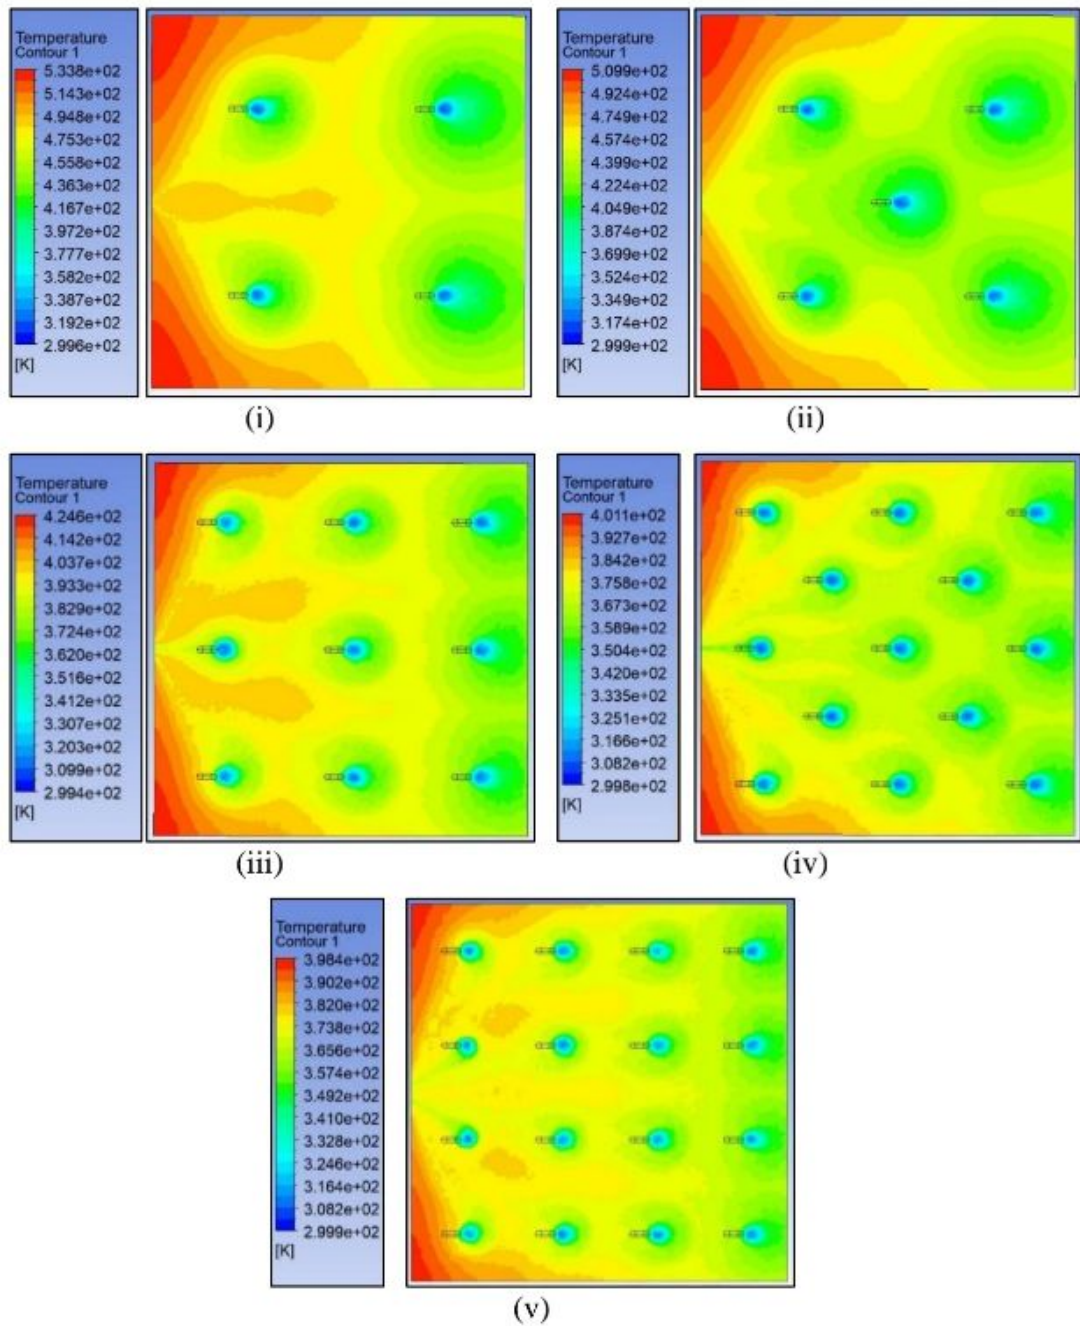 Temperature
Contour 1
5.338e+02
5.143e+02
4.948e+02
4.753e+02
4.558e+02
4.363e+02
4.167e+02
3.972e+02
3.777e+02
3.582e+02
3.387e+02
3.192e+02
2.996e+02
[K]
(i)
Temperature
Contour 1
5.099e+02
4.924e+02
4.749e+02
4.574e+02
4.399e+02
4.224e+02
4.049e+02
3.874e+02
3.699e+02
3.524e+02
3.349e+02
3.174e+02
2.999e+02
[K]
(ii)
Temperature
Contour 1
4.246e+02
4.142e+02
4.037e+02
3.933e+02
3.829e+02
3.724e+02
3.620e+02
3.516e+02
3.412e+02
3.307e+02
3.203e+02
3.099e+02
2.994e+02
[K]
(iii)
Temperature
Contour 1
4.011e+02
3.927e+02
3.842e+02
3.758e+02
3.673e+02
3.589e+02
3.504e+02
3.420e+02
3.335e+02
3.251e+02
3.166e+02
3.082e+02
2.998e+02
[K]
(iv)
Temperature
Contour 1
3.984e+02
3.902e+02
3.820e+02
3.738e+02
3.656e+02
3.574e+02
3.492e+02
3.410e+02
3.328e+02
3.246e+02
3.164e+02
3.082e+02
2.999e+02
[K]
(v)